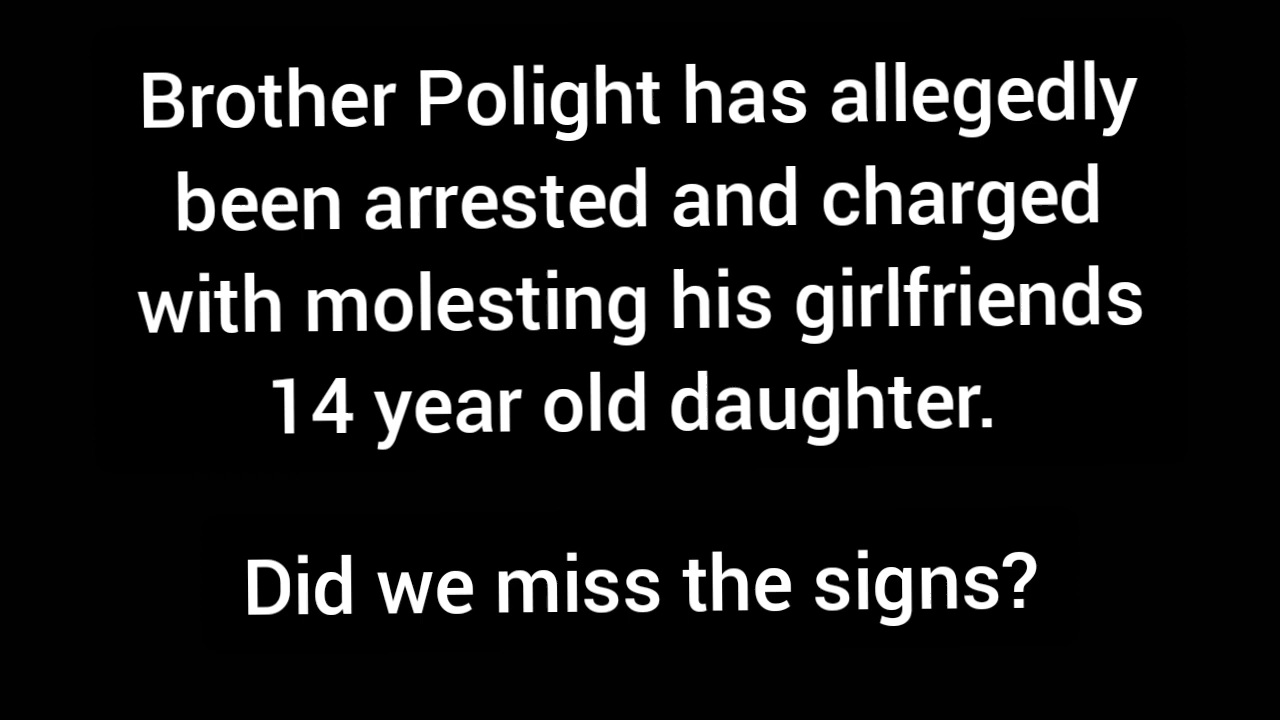 Brother Polight has allegedly
been arrested and charged
with molesting his girlfriends
14 year old daughter.
Did we miss the signs?